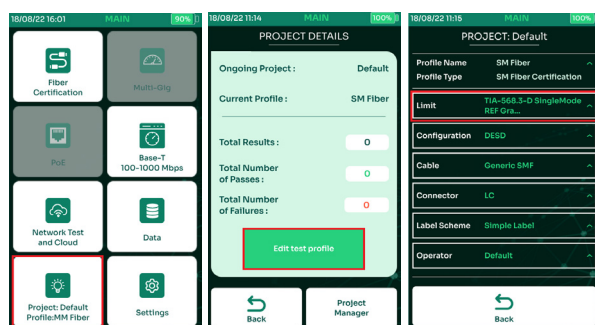 18/08/22 16:01 MAIN 90%
Fiber
Certification
Multi-Gig
PoE
Base-T
100-1000 Mbps
Network Test
and Cloud
Data
Project: Default
Profile:MM Fiber
Settings
18/08/22 11:14 MAIN 100%
PROJECT DETAILS
Ongoing Project : Default
Current Profile : SM Fiber
Total Results : 0
Total Number
of Passes : 0
Total Number
of Failures : 0
Edit test profile
Back
Project
Manager
18/08/22 11:15 MAIN 100%
PROJECT: Default
Profile Name SM Fiber
Profile Type SM Fiber Certification
Limit TIA-568.3-D SingleMode
REF Gra...
Configuration DESD
Cable Generic SMF
Connector LC
Label Scheme Simple Label
Operator Default
Back